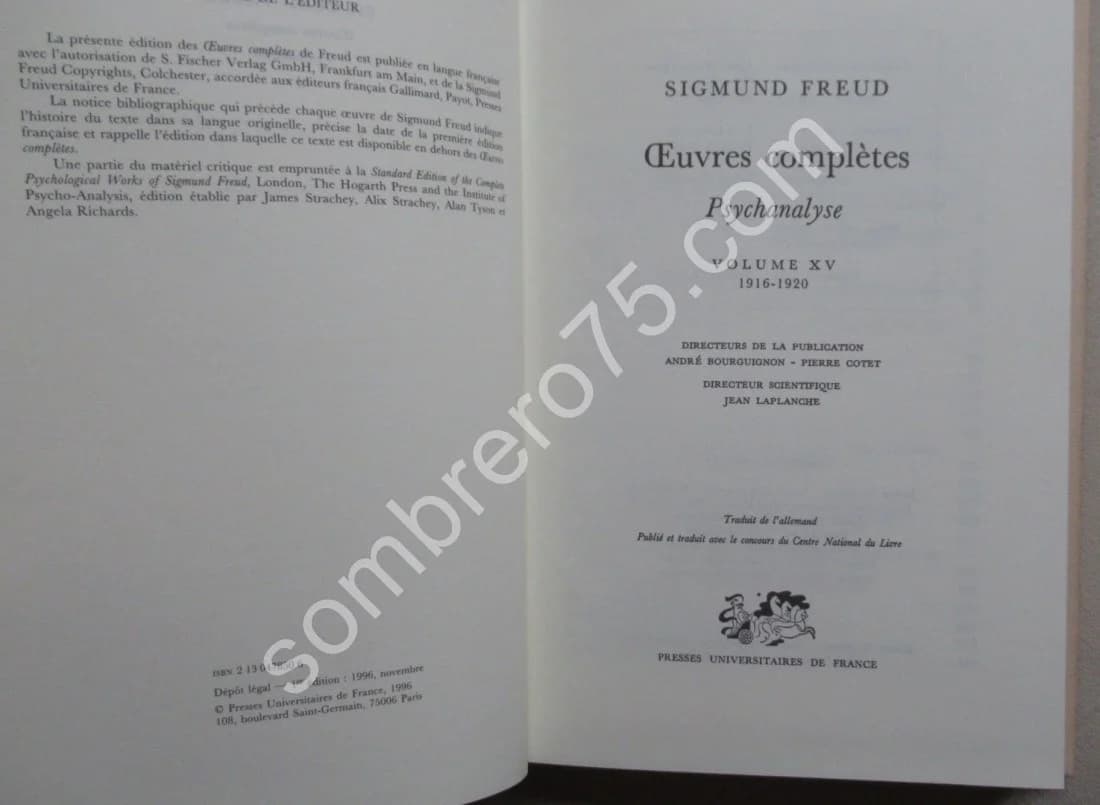 DE L'ÉDITEUR
La présente édition des Œuvres complètes de Freud est publiée en langue française
avec l'autorisation de S. Fischer Verlag GmbH, Frankfurt am Main, et de la Sigmund
Freud Copyrights, Colchester, accordée aux éditeurs français Gallimard, Payot, Presses
Universitaires de France.
La notice bibliographique qui précède chaque œuvre de Sigmund Freud indique
l'histoire du texte dans sa langue originelle, précise la date de la première édition
française et rappelle l'édition dans laquelle ce texte est disponible en dehors des Œuvres
complètes.
Une partie du matériel critique est empruntée à la Standard Edition of the Complete
Psychological Works of Sigmund Freud, London, The Hogarth Press and the Institute of
Psycho-Analysis, édition établie par James Strachey, Alix Strachey, Alan Tyson et
Angela Richards.
ISBN 2 13
Dépôt légal — édition : 1996, novembre
© Presses Universitaires de France, 1996
108, boulevard Saint-Germain, 75006 Paris
SIGMUND FREUD
Œuvres complètes
Psychanalyse
VOLUME XV
1916-1920
DIRECTEURS DE LA PUBLICATION
ANDRÉ BOURGUIGNON - PIERRE COTET
DIRECTEUR SCIENTIFIQUE
JEAN LAPLANCHE
Traduit de l'allemand
Publié et traduit avec le concours du Centre National du Livre
PRESSES UNIVERSITAIRES DE FRANCE
sombrero75.com